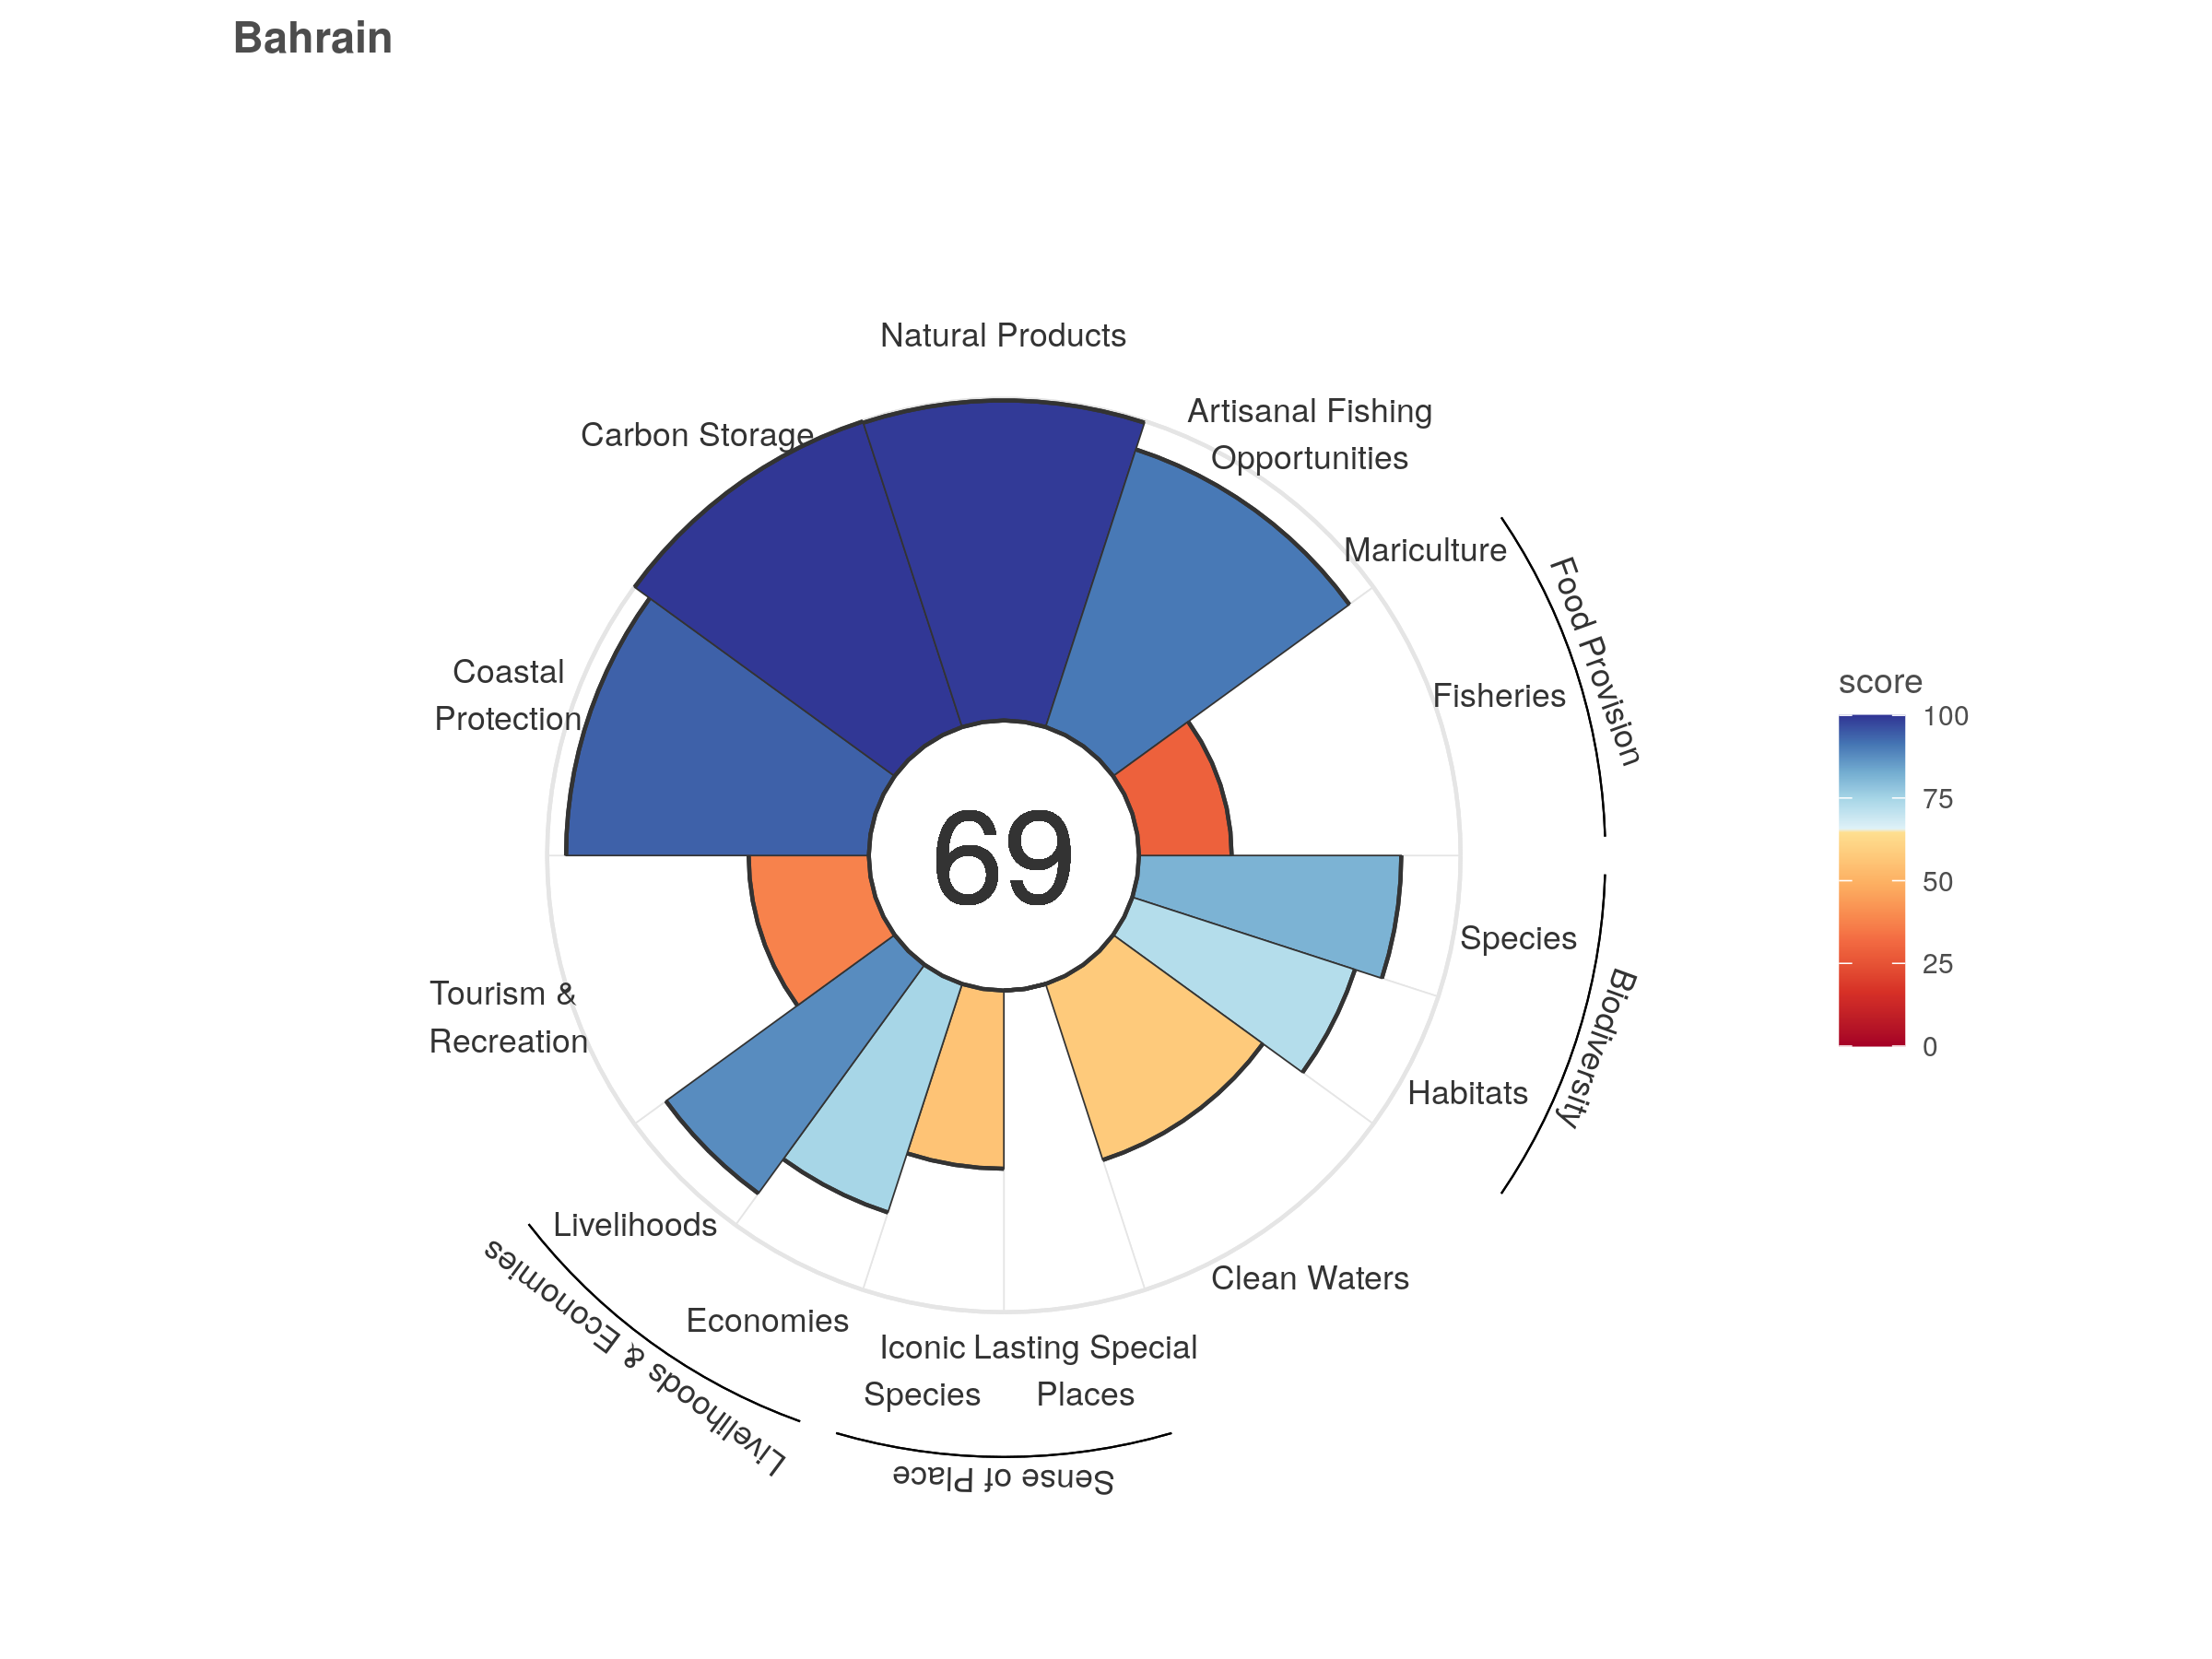 Bahrain
Natural Products
Artisanal Fishing
Opportunities
Carbon Storage
Mariculture
Food Provision
Fisheries
Coastal
Protection
score
100
75
50
25
0
69
Species
Biodiversity
Habitats
Tourism &
Recreation
Livelihoods
Livelihoods & Economies
Economies
Clean Waters
Iconic
Species
Lasting Special
Places
Sense of Place